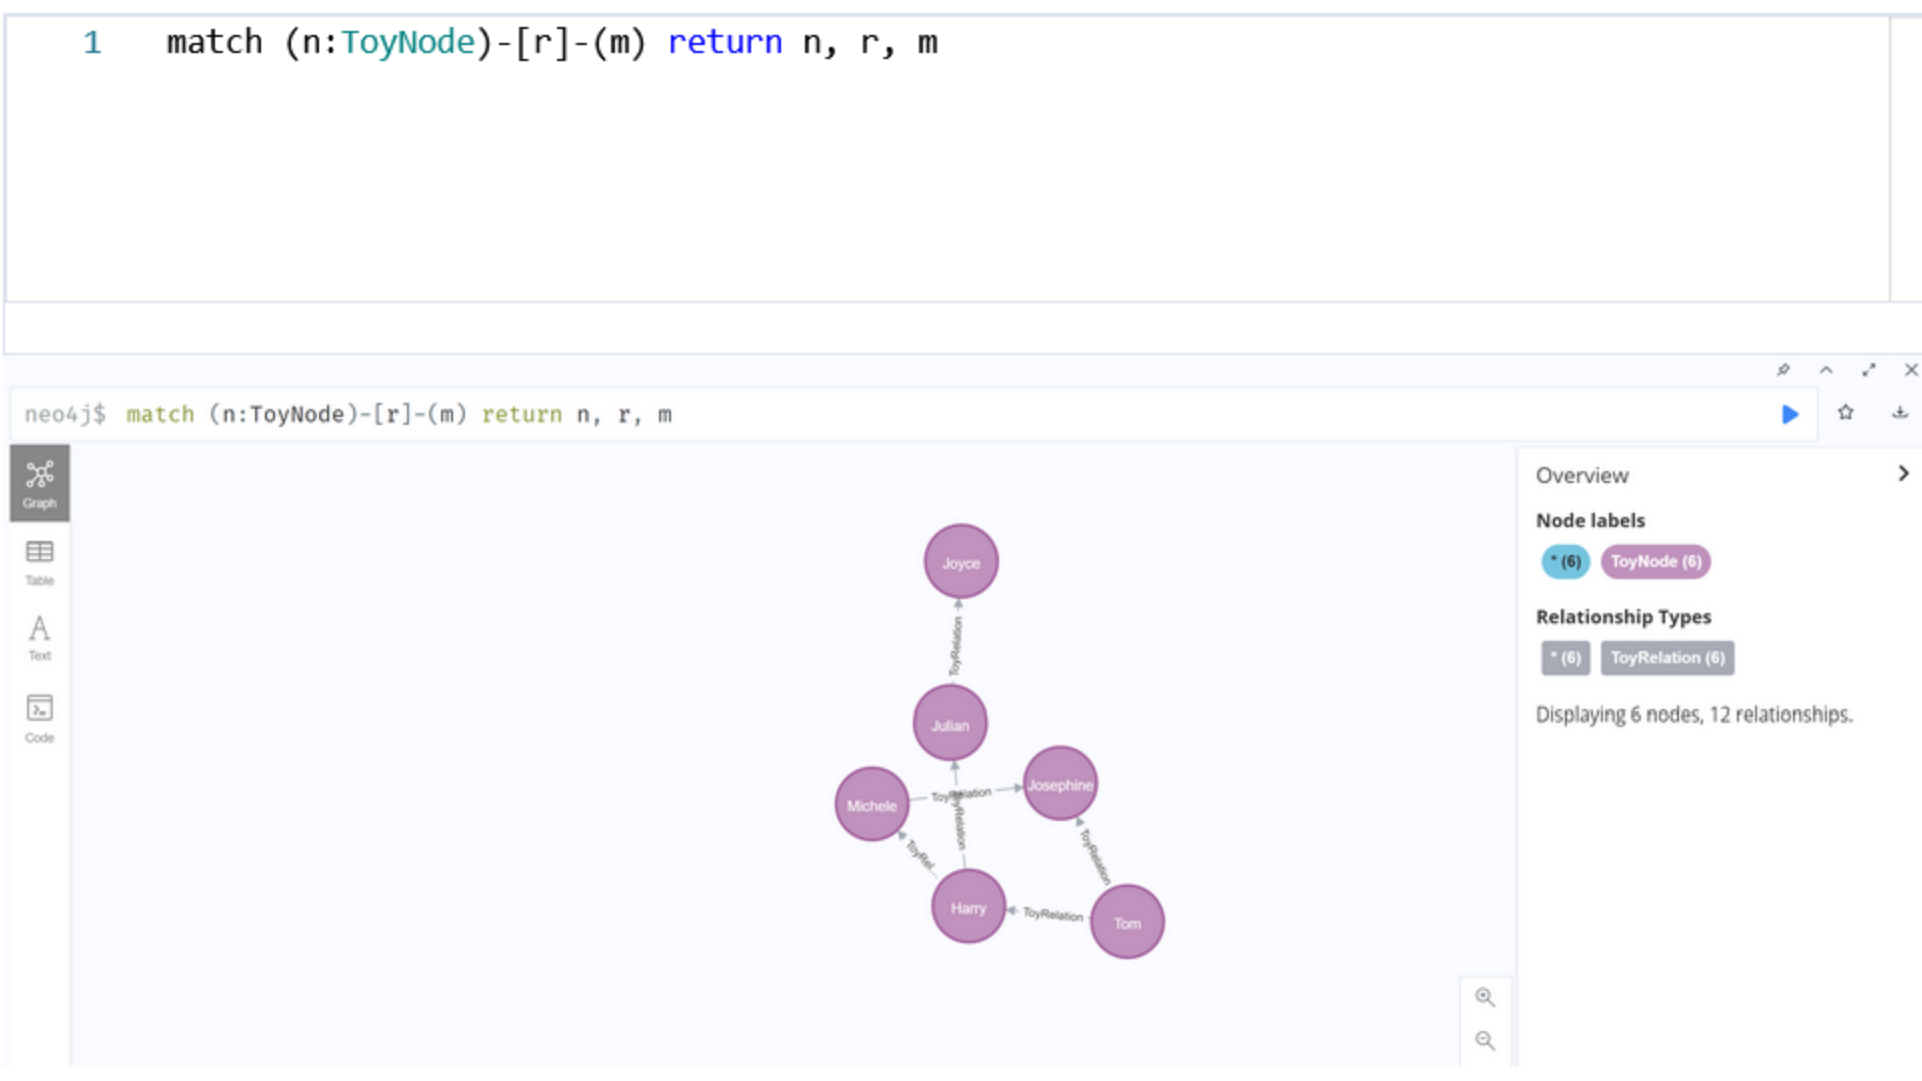 1 match (n:ToyNode)-[r]-(m) return n, r, m
neo4j$ match (n:ToyNode)-[r]-(m) return n, r, m
Graph
Table
Text
Code
Joyce
ToyRelation
Julian
Michele
ToyRelation
Josephine
ToyRelation
ToyRel...
ToyRelation
Harry
ToyRelation
Tom
Overview
Node labels
* (6) ToyNode (6)
Relationship Types
* (6) ToyRelation (6)
Displaying 6 nodes, 12 relationships.